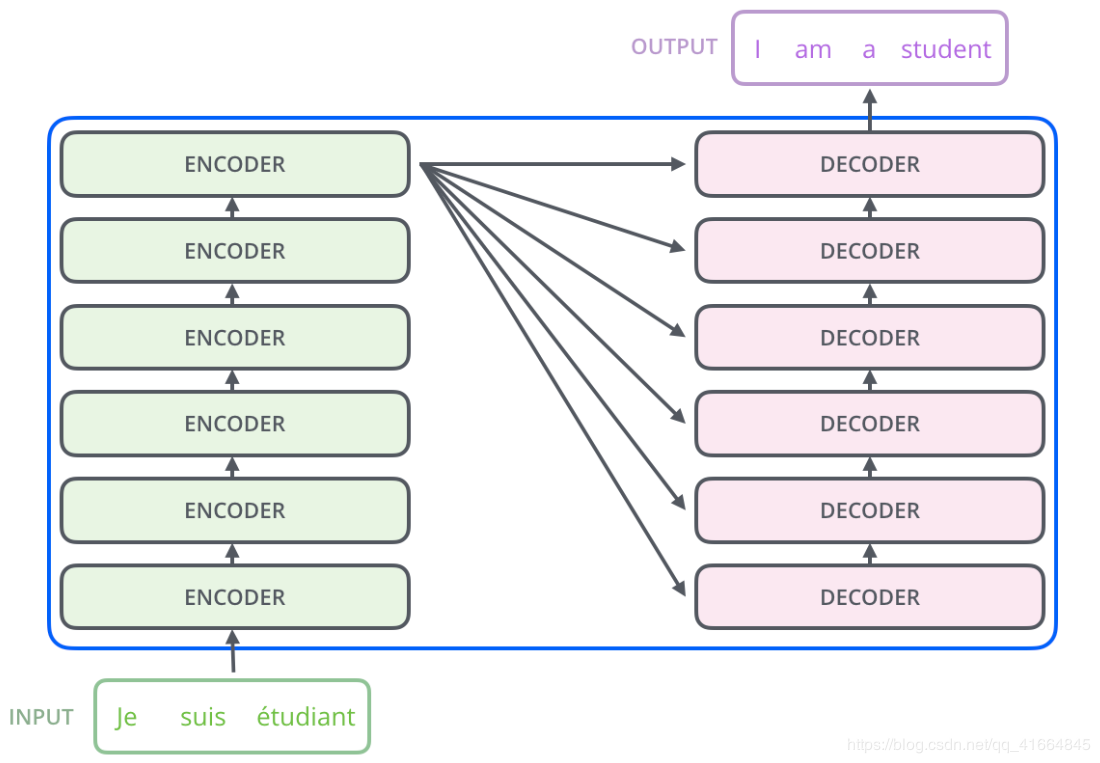 OUTPUT
I am a student
ENCODER
DECODER
ENCODER
DECODER
ENCODER
DECODER
ENCODER
DECODER
ENCODER
DECODER
ENCODER
DECODER
INPUT
Je suis étudiant
https://blog.csdn.net/qq_41664845